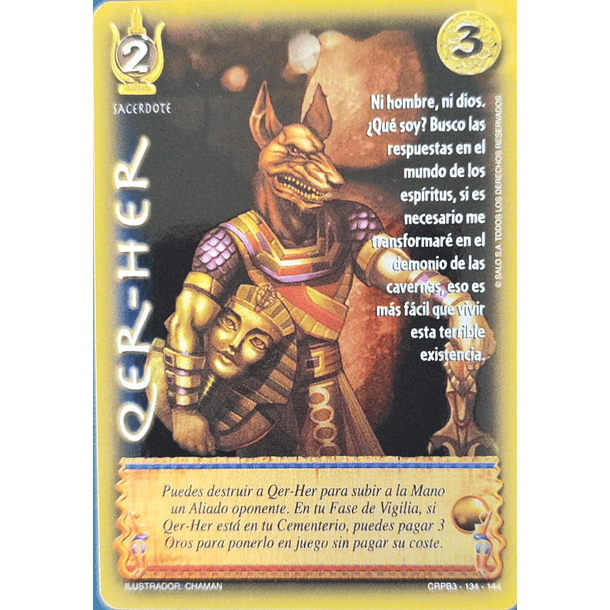 2
3
SACERDOTE
QER-HER
Ni hombre, ni dios.
¿Qué soy? Busco las
respuestas en el
mundo de los
espíritus, si es
necesario me
transformaré en el
demonio de las
cavernas, eso es
más fácil que vivir
esta terrible
existencia.
© SALO S.A. TODOS LOS DERECHOS RESERVADOS
Puedes destruir a Qer-Her para subir a la Mano
un Aliado oponente. En tu Fase de Vigilia, si
Qer-Her está en tu Cementerio, puedes pagar 3
Oros para ponerlo en juego sin pagar su coste.
ILUSTRADOR: CHAMAN
CRPB3 - 134 - 144